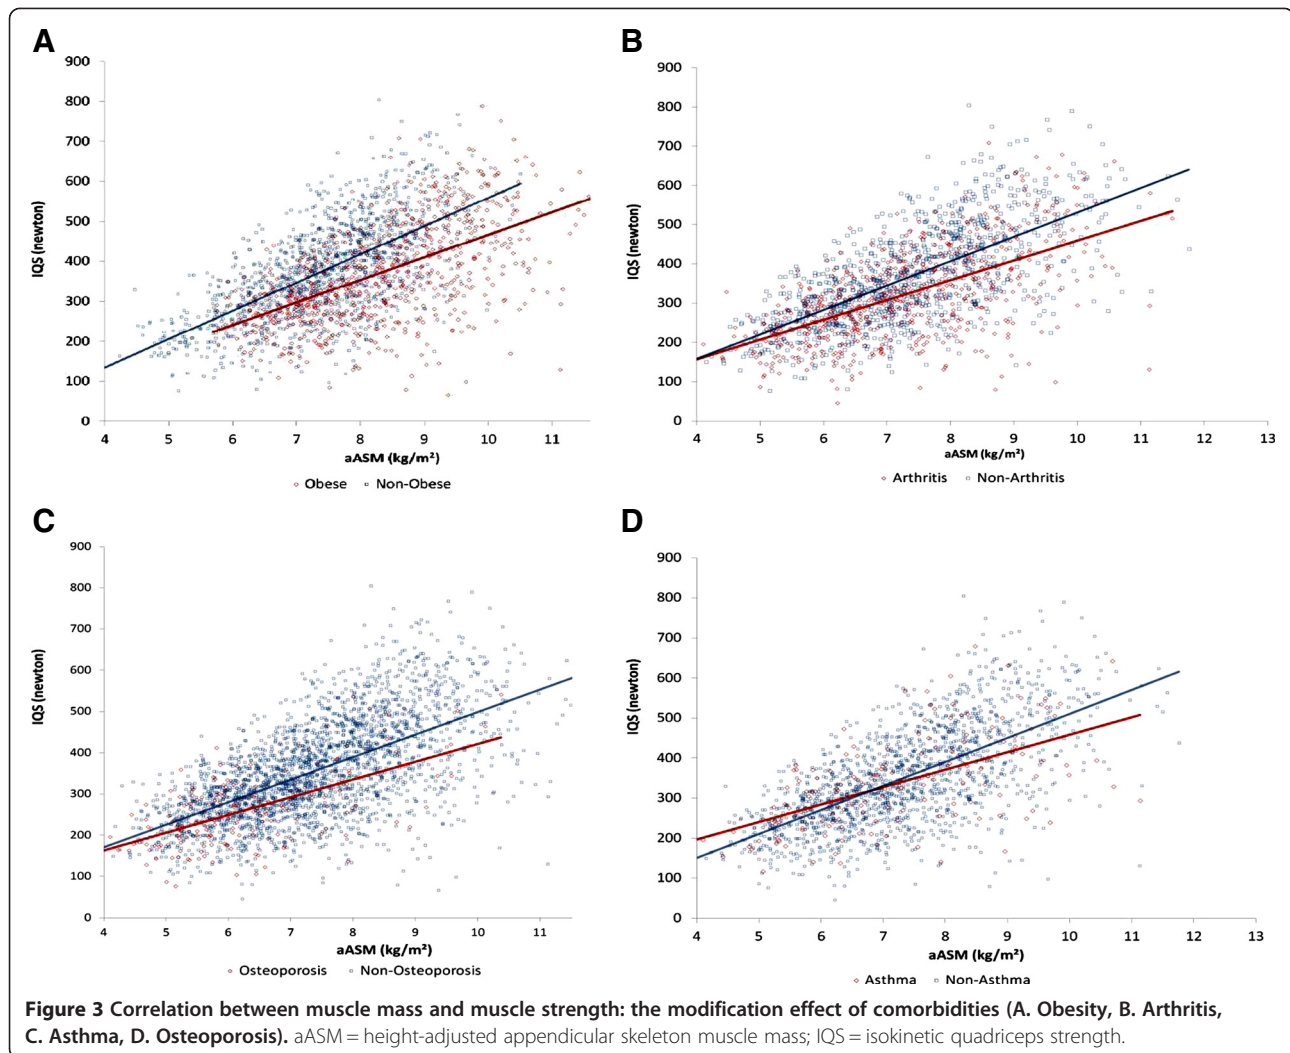 A
900
800
700
600
500
400
300
200
100
0
IQS (newton)
4 5 6 7 8 9 10 11
aASM (kg/m²)
Obese Non-Obese
B
900
800
700
600
500
400
300
200
100
0
IQS (newton)
4 5 6 7 8 9 10 11 12 13
aASM (kg/m²)
Arthritis Non-Arthritis
C
900
800
700
600
500
400
300
200
100
0
IQS (newton)
4 5 6 7 8 9 10 11
aASM (kg/m²)
Osteoporosis Non-Osteoporosis
D
900
800
700
600
500
400
300
200
100
0
IQS (newton)
4 5 6 7 8 9 10 11 12 13
aASM (kg/m²)
Asthma Non-Asthma
Figure 3 Correlation between muscle mass and muscle strength: the modification effect of comorbidities (A. Obesity, B. Arthritis,
C. Asthma, D. Osteoporosis). aASM = height-adjusted appendicular skeleton muscle mass; IQS = isokinetic quadriceps strength.